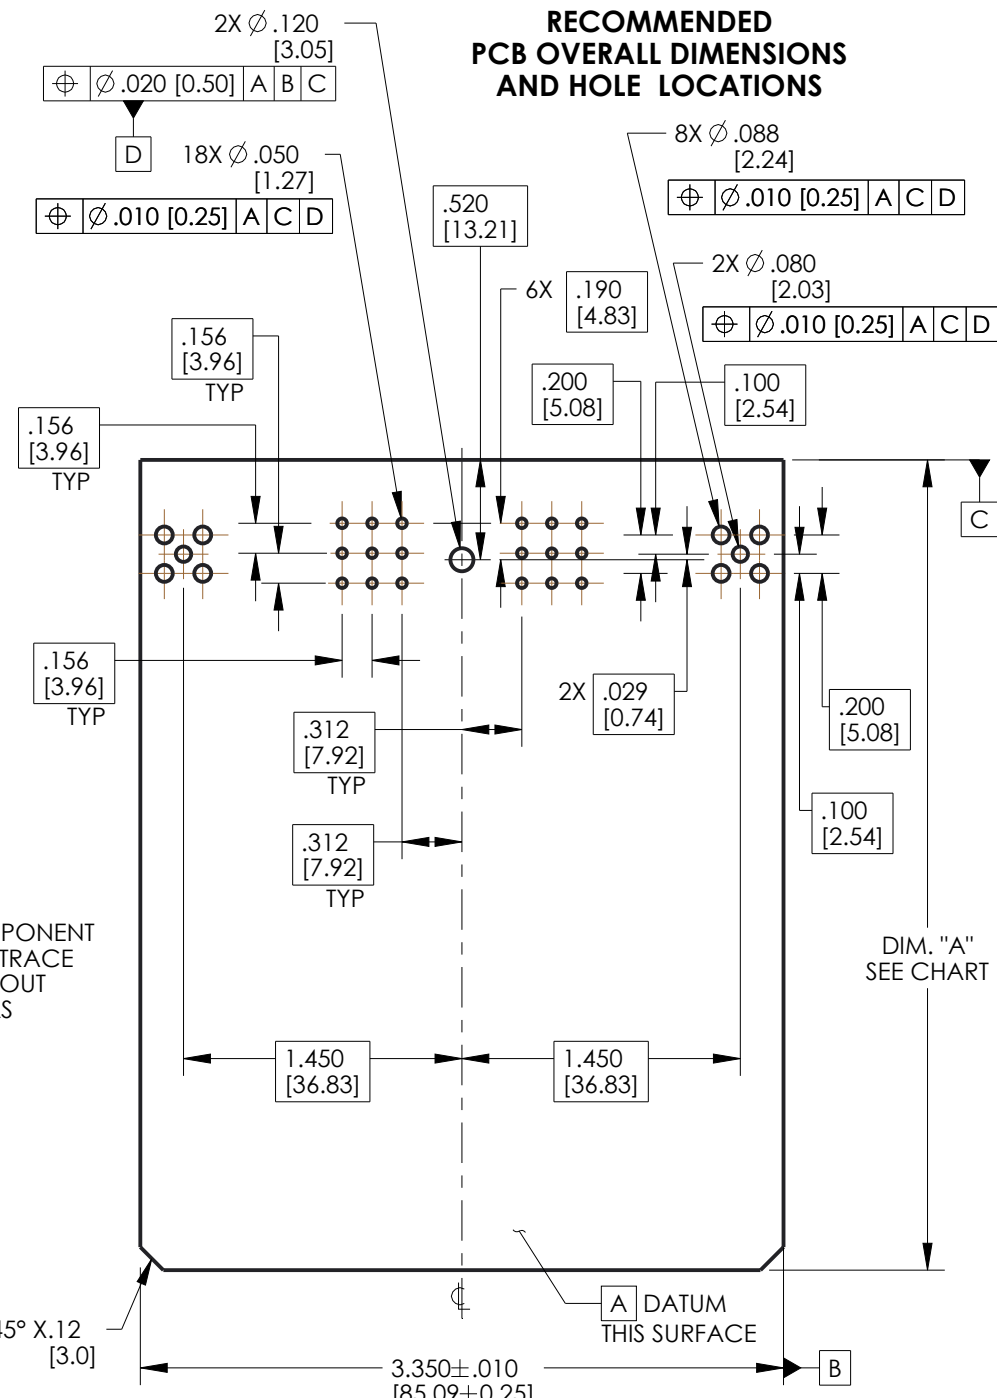 RECOMMENDED
PCB OVERALL DIMENSIONS
AND HOLE LOCATIONS
2X ∅ .120
[3.05]
⌖ ∅ .020 [0.50] A B C
D
18X ∅ .050
[1.27]
⌖ ∅ .010 [0.25] A C D
8X ∅ .088
[2.24]
⌖ ∅ .010 [0.25] A C D
.520
[13.21]
2X ∅ .080
[2.03]
⌖ ∅ .010 [0.25] A C D
6X .190
[4.83]
.156
[3.96]
TYP
.200
[5.08]
.100
[2.54]
.156
[3.96]
TYP
C
.156
[3.96]
TYP
2X .029
[0.74]
.200
[5.08]
.312
[7.92]
TYP
.100
[2.54]
.312
[7.92]
TYP
PONENT
TRACE
OUT
S
DIM. "A"
SEE CHART
1.450
[36.83]
1.450
[36.83]
℄
A DATUM
THIS SURFACE
5° X.12
[3.0]
3.350±.010
[85.09±0.25]
B